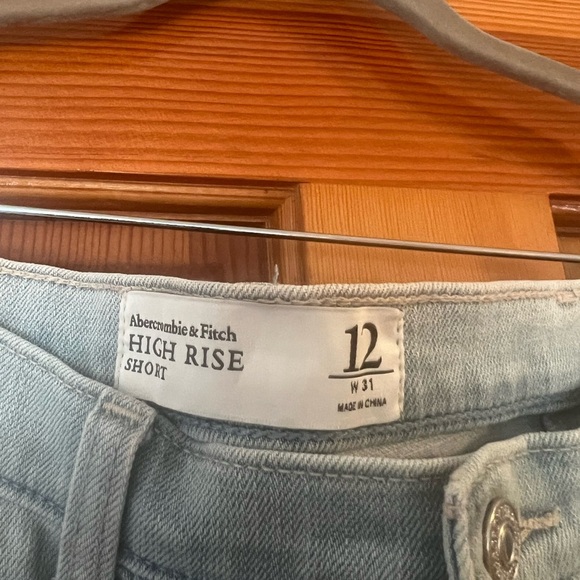 Abercrombie & Fitch
HIGH RISE
SHORT
12
W 31
MADE IN CHINA